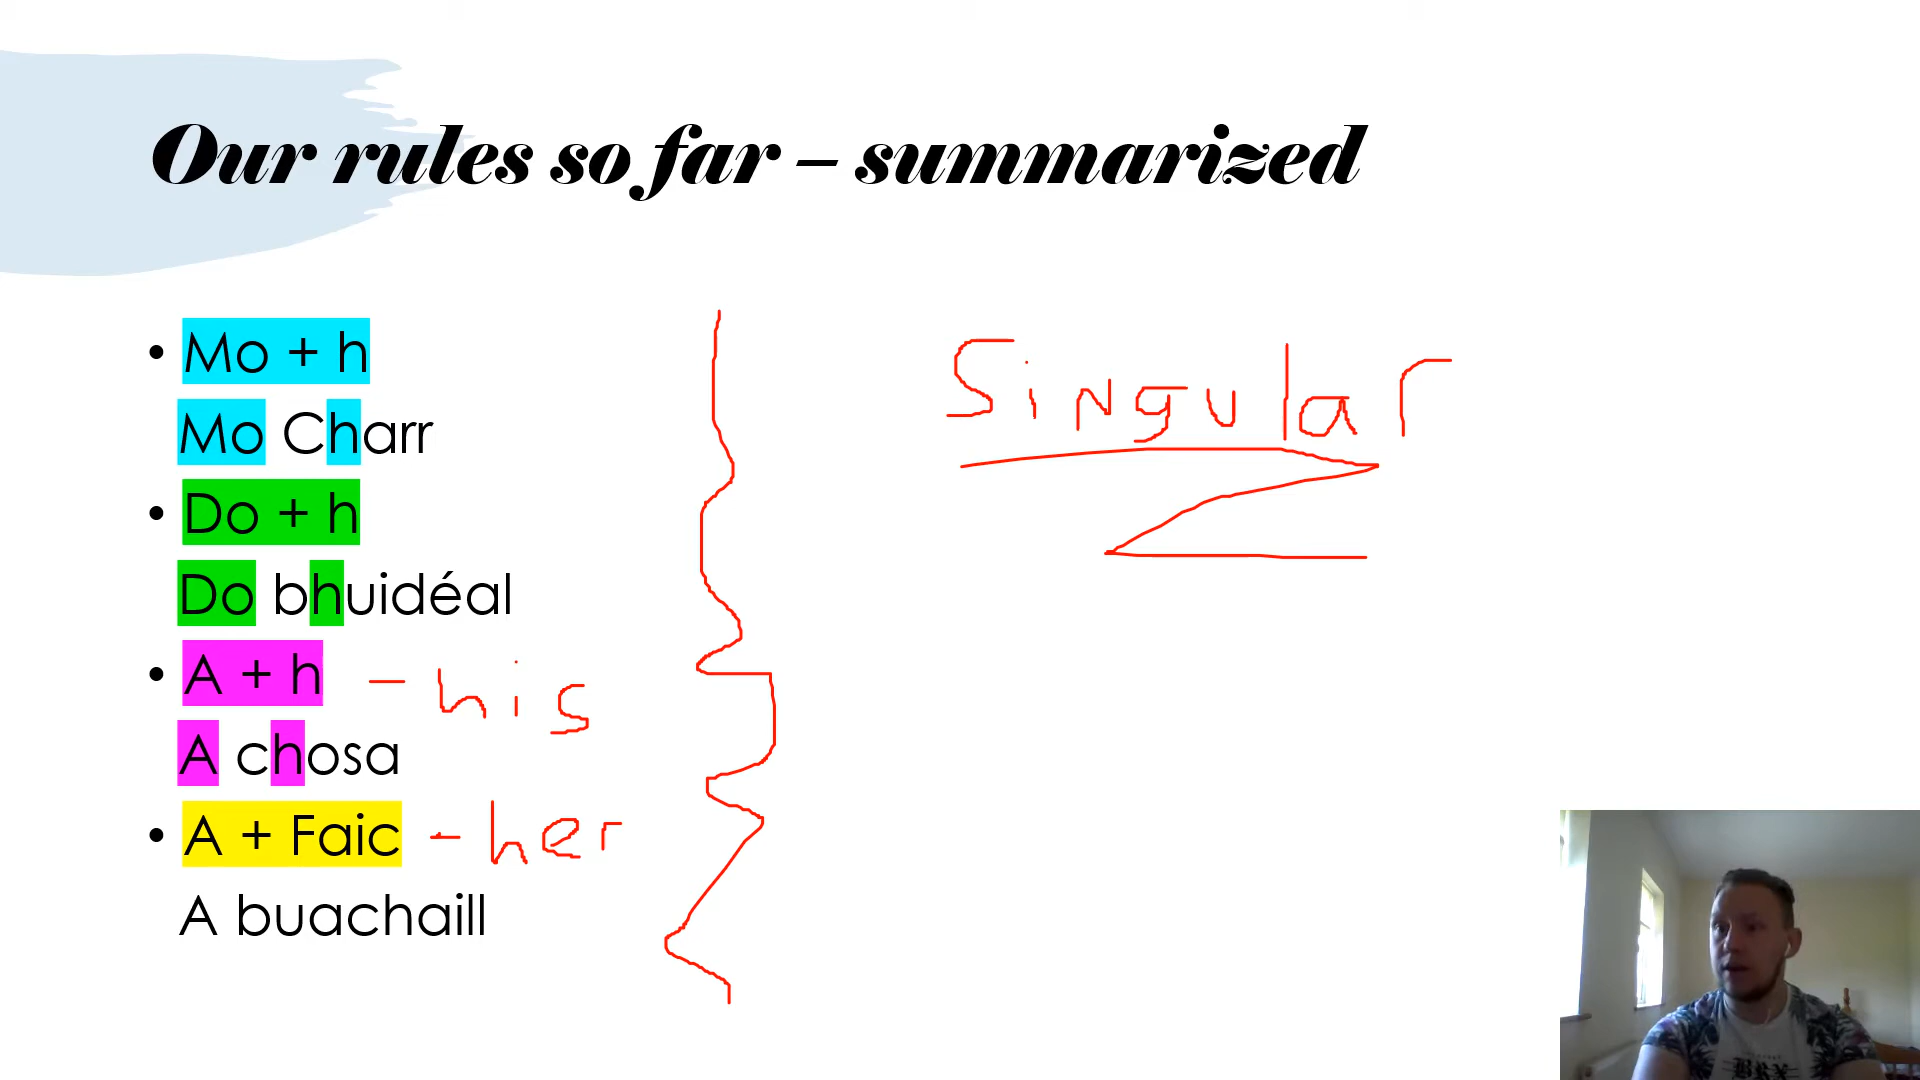 Our rules so far – summarized
• Mo + h
Mo Charr
• Do + h
Do bhuidéal
• A + h - his
A chosa
• A + Faic - her
A buachaill
Singular